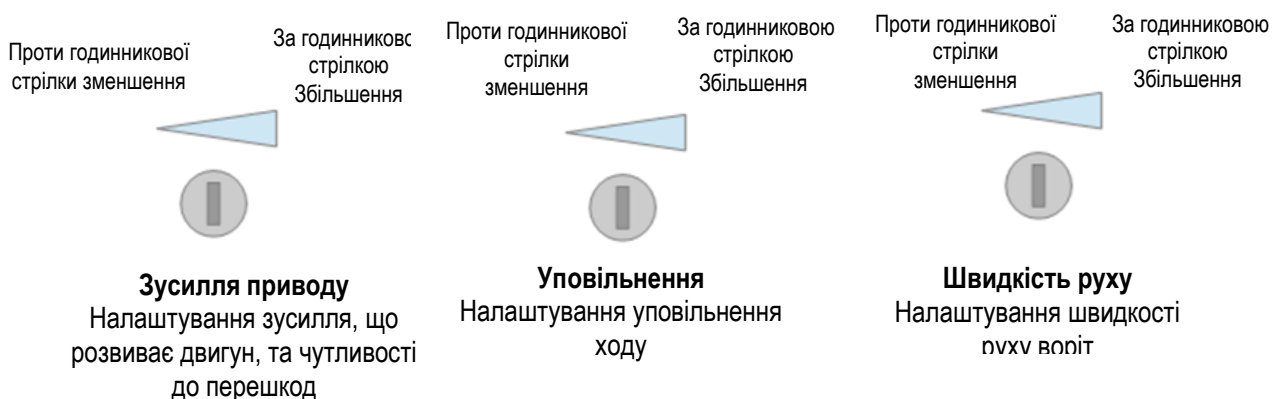 Проти годинникової
стрілки зменшення
За годинниково
стрілкою
Збільшення
Зусилля приводу
Налаштування зусилля, що
розвиває двигун, та чутливості
до перешкод
Проти годинникової
стрілки
зменшення
За годинниковою
стрілкою
Збільшення
Уповільнення
Налаштування уповільнення
ходу
Проти годинникової
стрілки
зменшення
За годинниковою
стрілкою
Збільшення
Швидкість руху
Налаштування швидкості
руху воріт